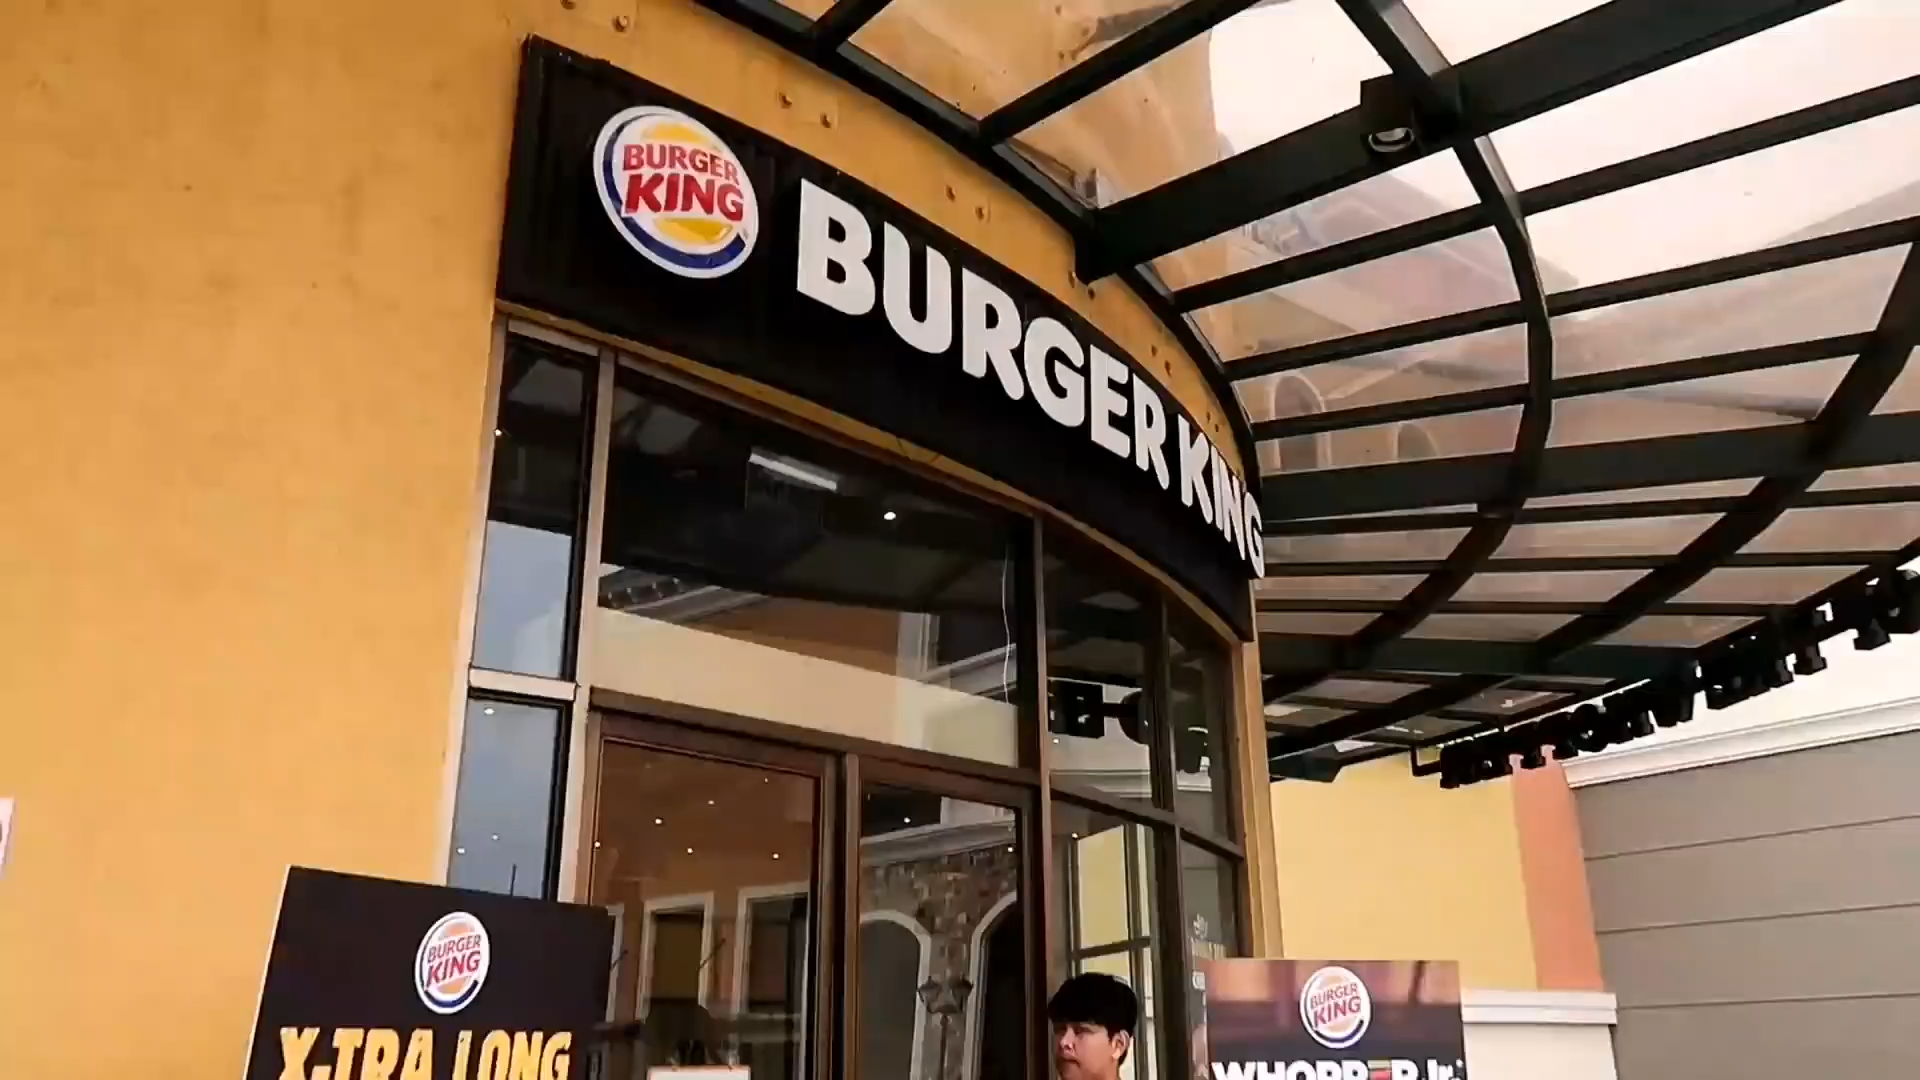 BURGER
KING
BURGER KING
BURGER
KING
X-TRA LONG
BURGER
KING
WHOPPER Jr.